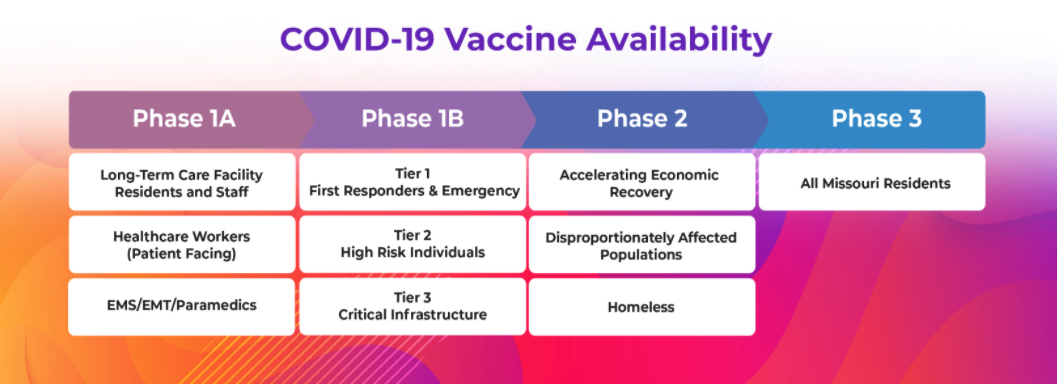 COVID-19 Vaccine Availability
Phase 1A
Phase 1B
Phase 2
Phase 3
Long-Term Care Facility
Residents and Staff
Tier 1
First Responders & Emergency
Accelerating Economic
Recovery
All Missouri Residents
Healthcare Workers
(Patient Facing)
Tier 2
High Risk Individuals
Disproportionately Affected
Populations
EMS/EMT/Paramedics
Tier 3
Critical Infrastructure
Homeless